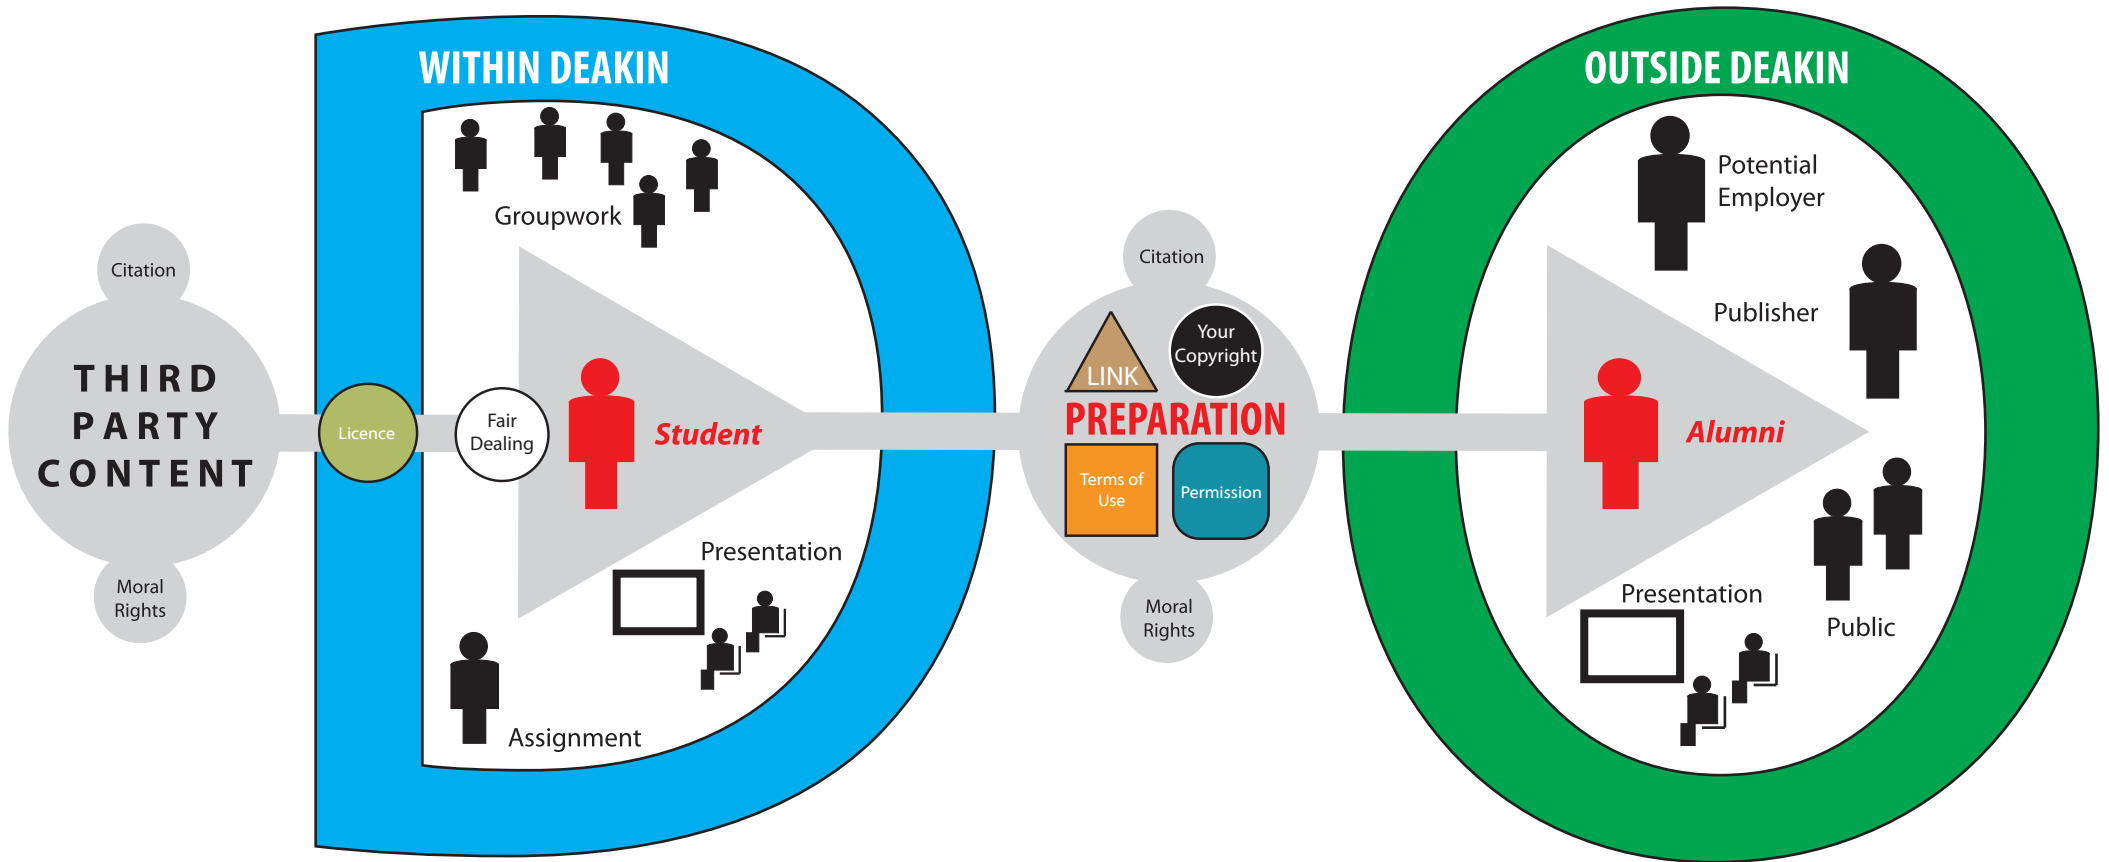 WITHIN DEAKIN
Groupwork
Citation
THIRD
PARTY
CONTENT
Moral
Rights
Licence
Fair
Dealing
Student
Presentation
Assignment
Citation
LINK
Your
Copyright
PREPARATION
Terms of
Use
Permission
Moral
Rights
OUTSIDE DEAKIN
Potential
Employer
Publisher
Alumni
Presentation
Public